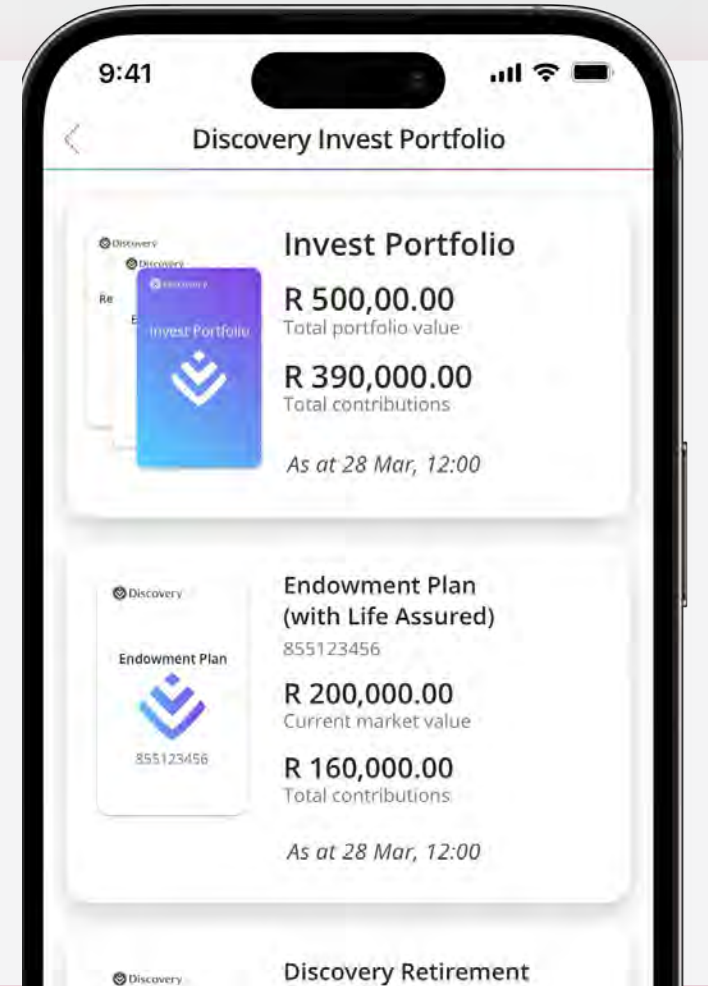 9:41
Discovery Invest Portfolio
Discovery
Discovery
Discovery
Re
E
Invest Portfolio
Invest Portfolio
R 500,00.00
Total portfolio value
R 390,000.00
Total contributions
As at 28 Mar, 12:00
Discovery
Endowment Plan
855123456
Endowment Plan
(with Life Assured)
855123456
R 200,000.00
Current market value
R 160,000.00
Total contributions
As at 28 Mar, 12:00
Discovery
Discovery Retirement